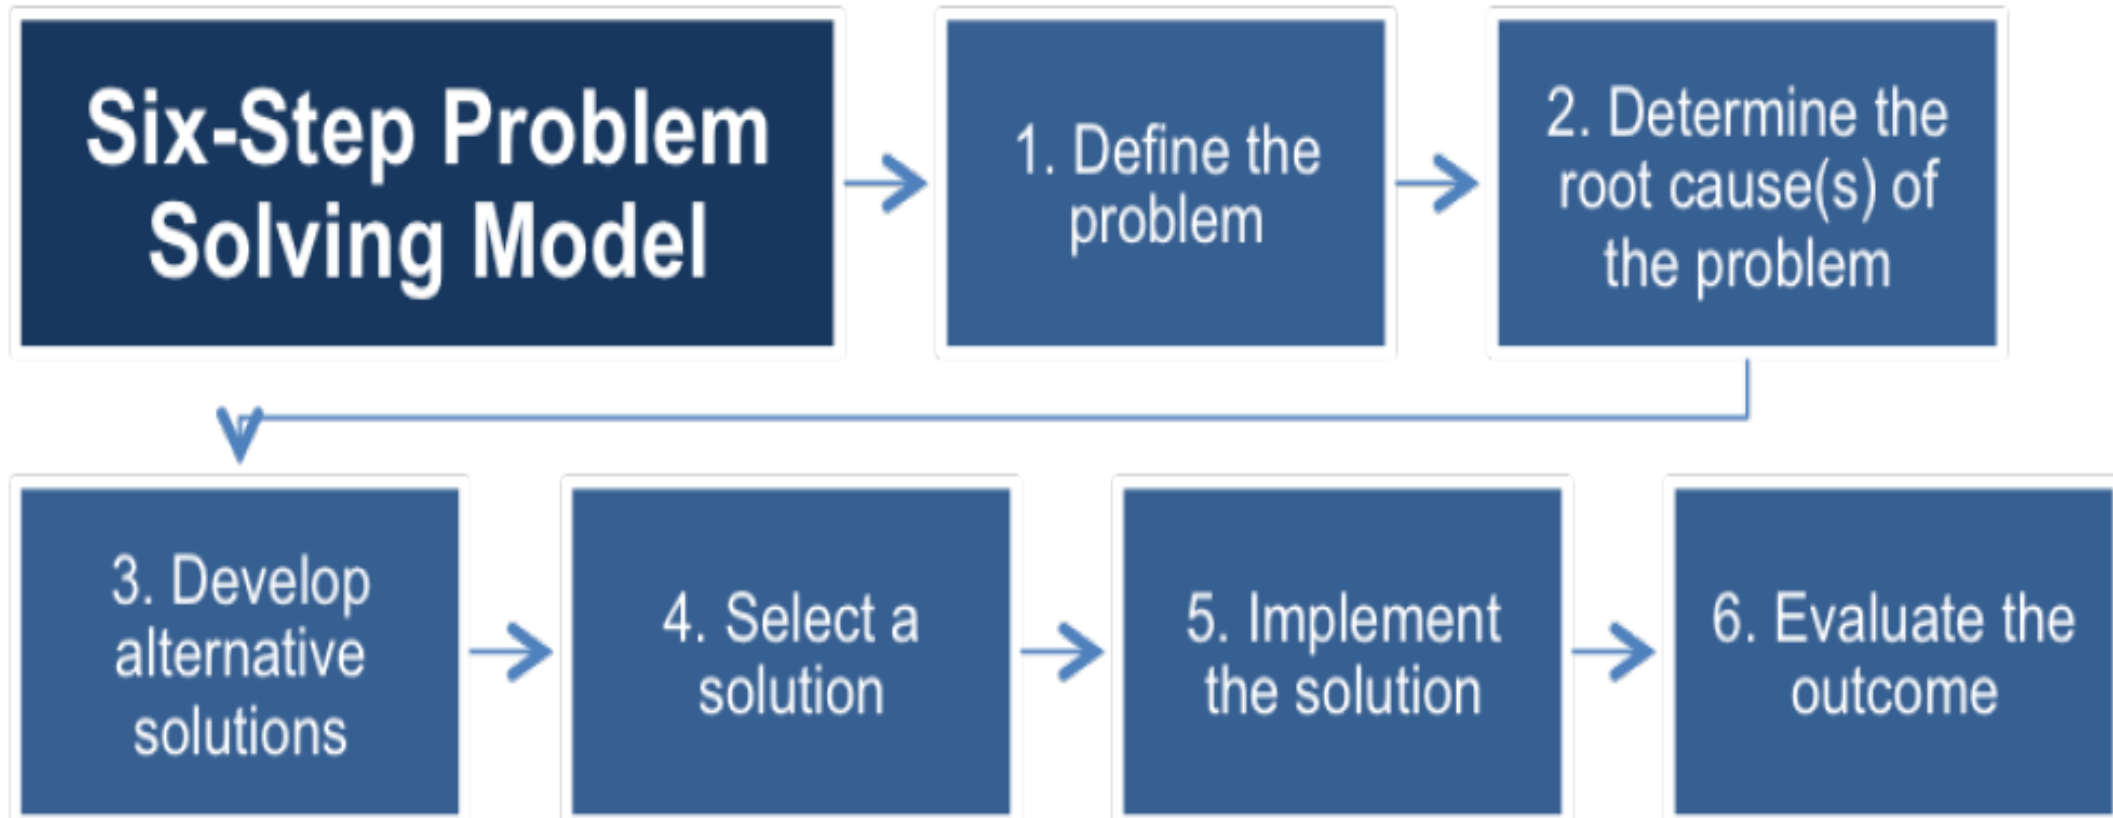 Six-Step Problem
Solving Model
1. Define the
problem
2. Determine the
root cause(s) of
the problem
3. Develop
alternative
solutions
4. Select a
solution
5. Implement
the solution
6. Evaluate the
outcome